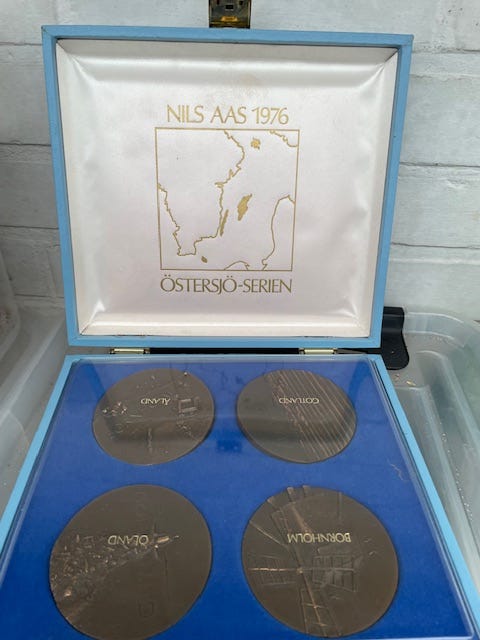 NILS AAS 1976
ÖSTERSJÖ-SERIEN
ÅLAND
GOTLAND
ÖLAND
BORNHOLM